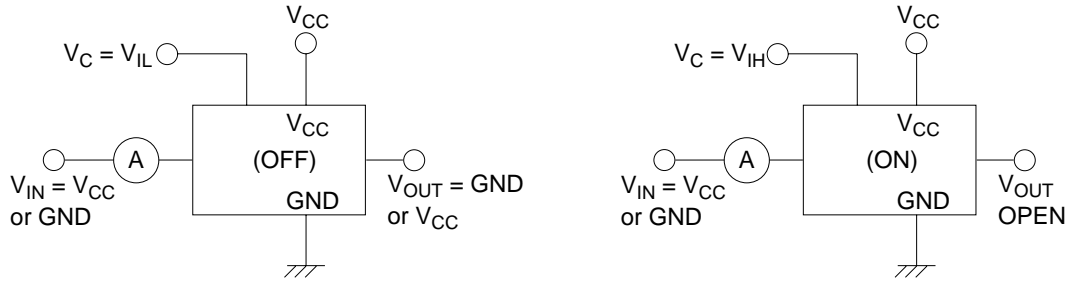 VCC
VC = VIL
VCC
A
(OFF)
VIN = VCC
or GND
GND
VOUT = GND
or VCC
VCC
VC = VIH
VCC
A
(ON)
VIN = VCC
or GND
GND
VOUT
OPEN